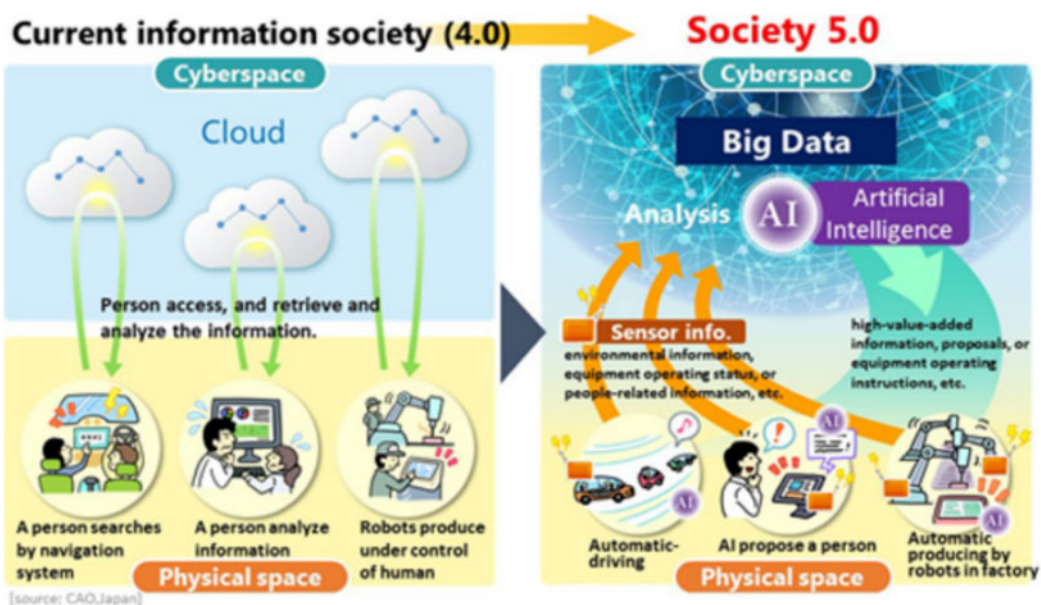 Current information society (4.0)
Society 5.0
Cyberspace
Cloud
Person access, and retrieve and
analyze the information.
A person searches
by navigation
system
A person analyze
information
Robots produce
under control
of human
Physical space
[source: CAO,Japan]
Cyberspace
Big Data
Analysis
AI
Artificial
Intelligence
Sensor info.
environmental information,
equipment operating status, or
people-related information, etc.
high-value-added
information, proposals, or
equipment operating
instructions, etc.
AI
AI
AI
Automatic-
driving
AI propose a person
Automatic
producing by
robots in factory
Physical space